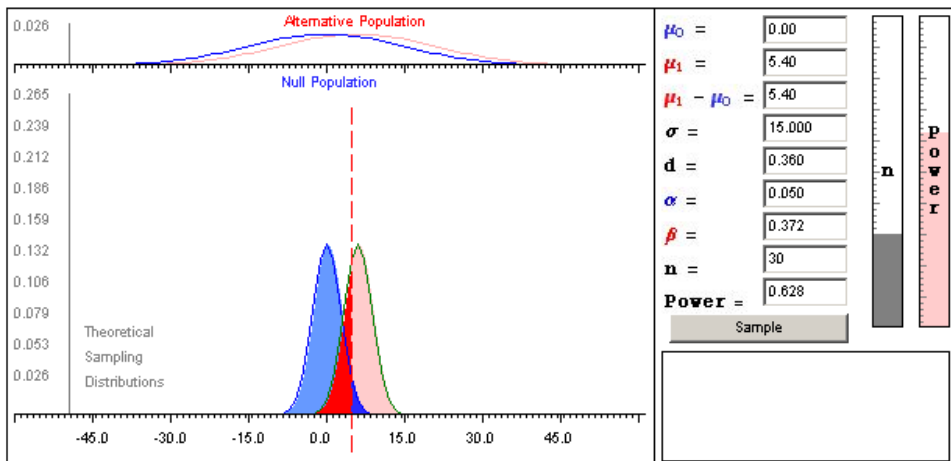 0.026
Alternative Population
Null Population
0.265
0.239
0.212
0.186
0.159
0.132
0.106
0.079
0.053
0.026
Theoretical
Sampling
Distributions
-45.0 -30.0 -15.0 0.0 15.0 30.0 45.0
μ0 = 0.00
μ1 = 5.40
μ1 - μ0 = 5.40
σ = 15.000
d = 0.360
α = 0.050
β = 0.372
n = 30
Power = 0.628
Sample
n
power